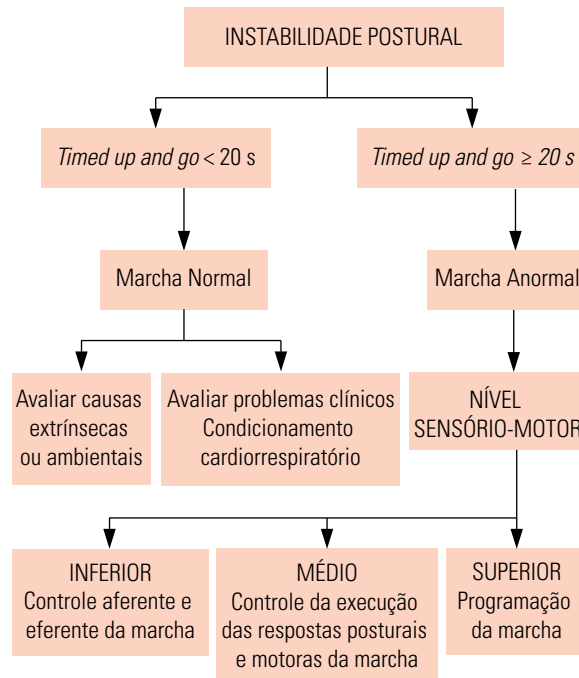 INSTABILIDADE POSTURAL
Timed up and go < 20 s
Timed up and go ≥ 20 s
Marcha Normal
Marcha Anormal
Avaliar causas
extrínsecas
ou ambientais
Avaliar problemas clínicos
Condicionamento
cardiorrespiratório
NÍVEL
SENSÓRIO-MOTOR
INFERIOR
Controle aferente e
eferente da marcha
MÉDIO
Controle da execução
das respostas posturais
e motoras da marcha
SUPERIOR
Programação
da marcha